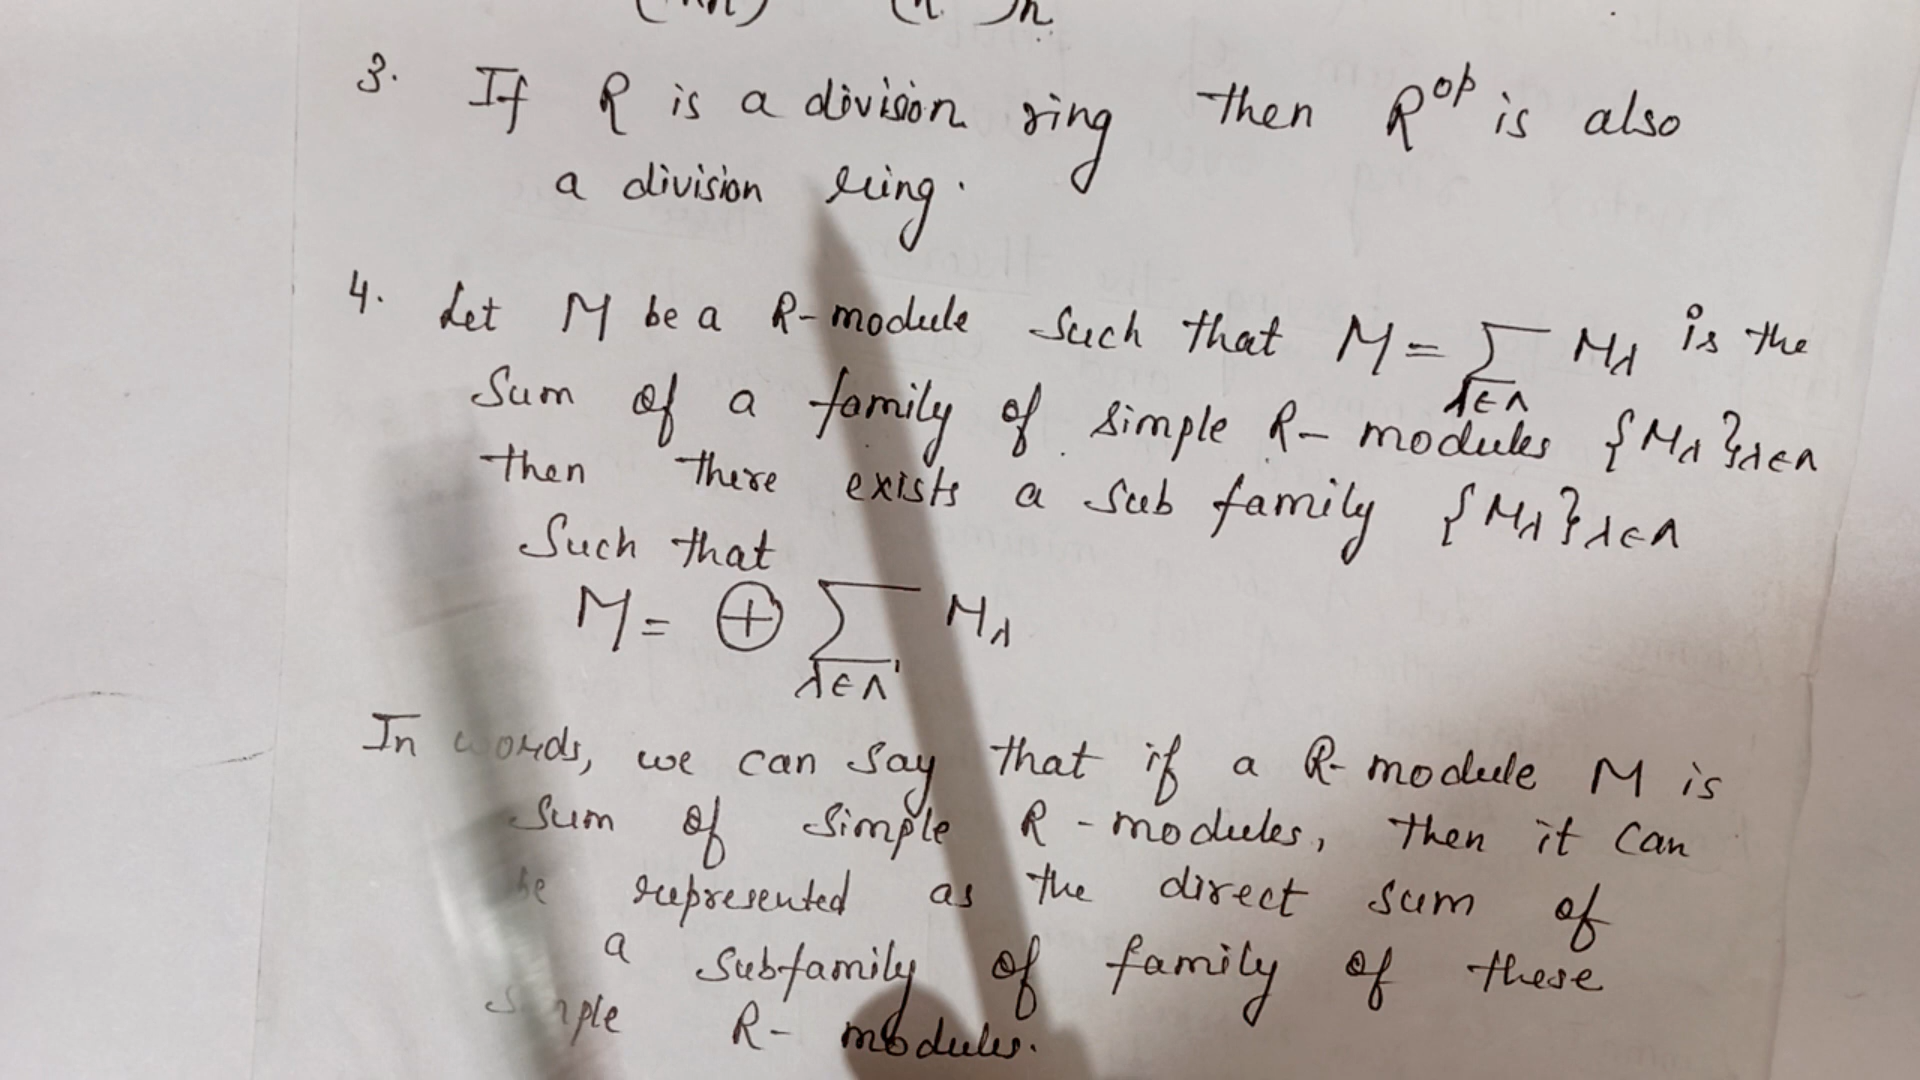 3. If R is a division ring then R^op is also
a division ring.
4. Let M be a R-module such that M = ∑_{λ∈Λ} M_λ is the
sum of a family of simple R-modules {M_λ}_{λ∈Λ}
then there exists a sub family {M_λ}_{λ∈Λ}
such that
M = ⊕ ∑_{λ∈Λ'} M_λ
In words, we can say that if a R-module M is
sum of simple R-modules, then it can
be represented as the direct sum of
a subfamily of family of these
simple R-modules.